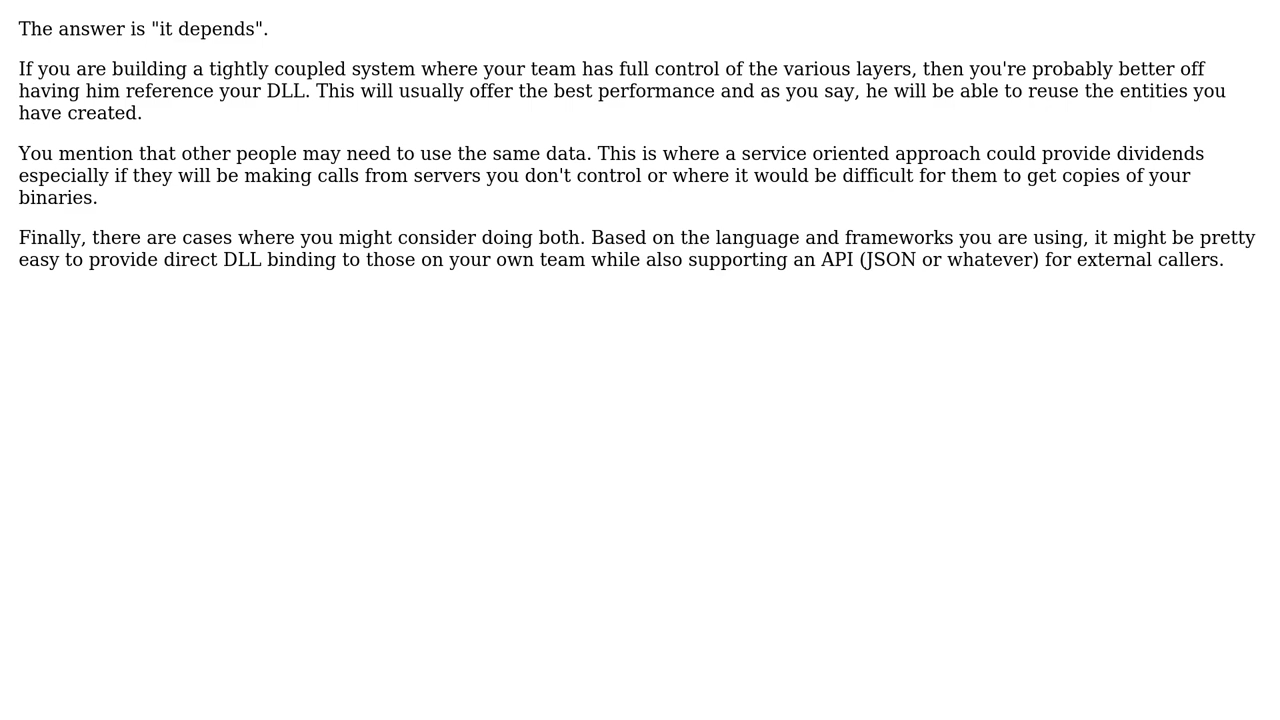 The answer is "it depends".
If you are building a tightly coupled system where your team has full control of the various layers, then you're probably better off
having him reference your DLL. This will usually offer the best performance and as you say, he will be able to reuse the entities you
have created.
You mention that other people may need to use the same data. This is where a service oriented approach could provide dividends
especially if they will be making calls from servers you don't control or where it would be difficult for them to get copies of your
binaries.
Finally, there are cases where you might consider doing both. Based on the language and frameworks you are using, it might be pretty
easy to provide direct DLL binding to those on your own team while also supporting an API (JSON or whatever) for external callers.